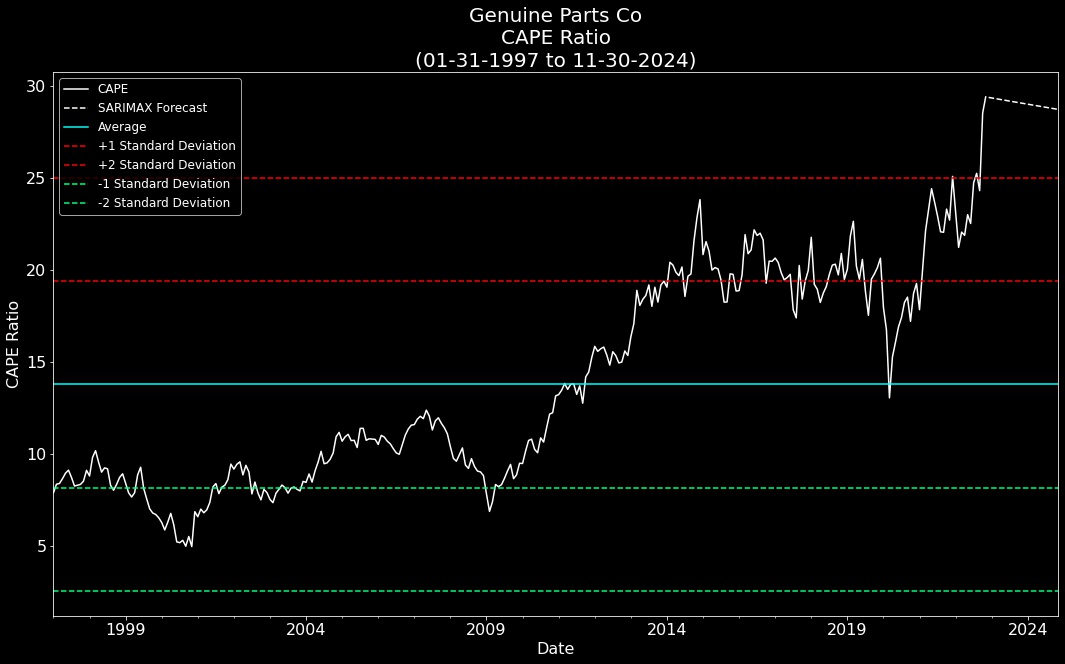 Genuine Parts Co
CAPE Ratio
(01-31-1997 to 11-30-2024)
CAPE
SARIMAX Forecast
Average
+1 Standard Deviation
+2 Standard Deviation
-1 Standard Deviation
-2 Standard Deviation
30
25
20
15
10
5
CAPE Ratio
1999 2004 2009 2014 2019 2024
Date